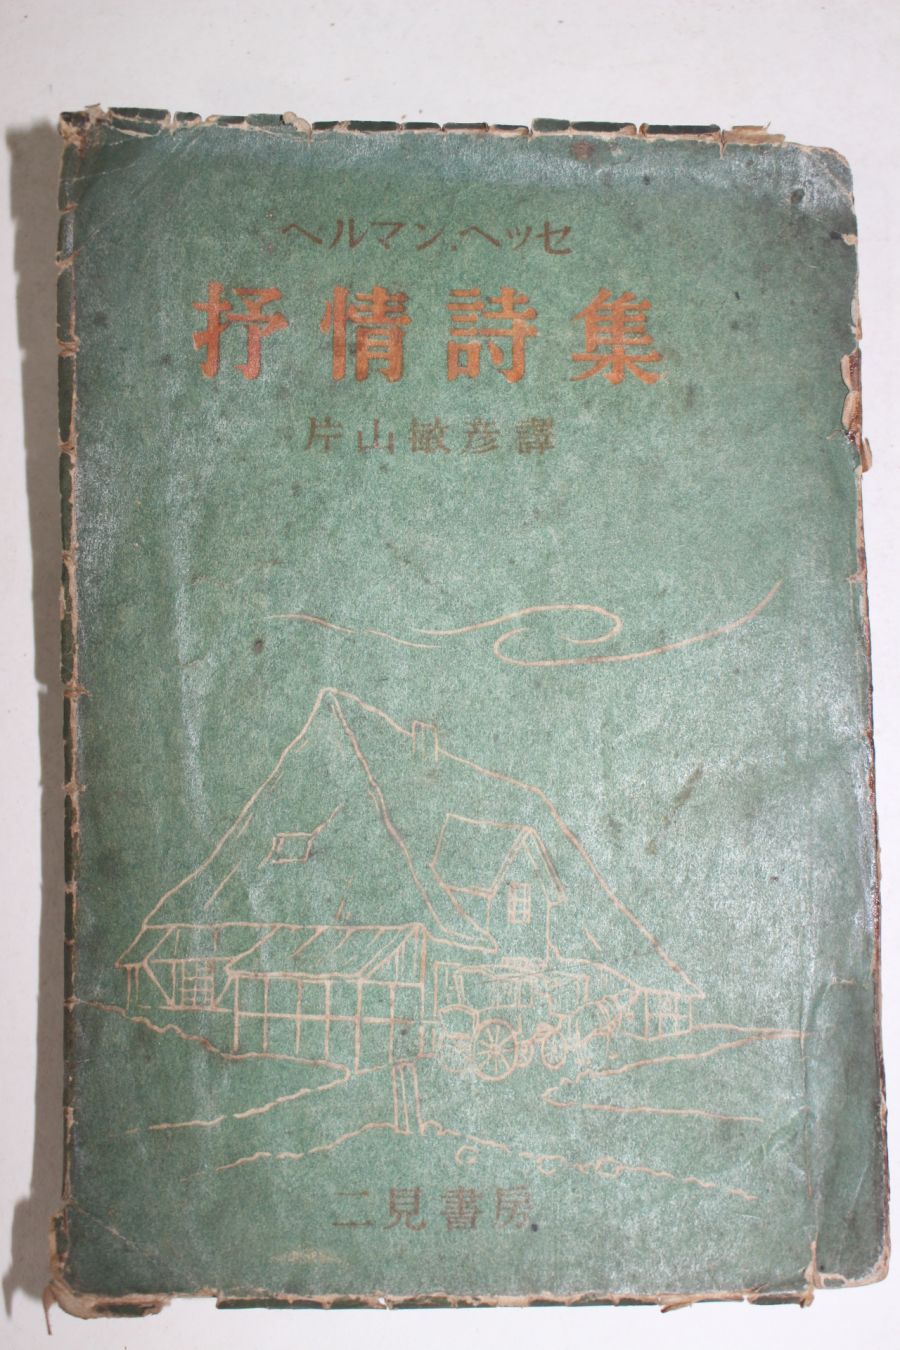 ヘルマン.ヘッセ
抒情詩集
片山敏彦譯
二見書房